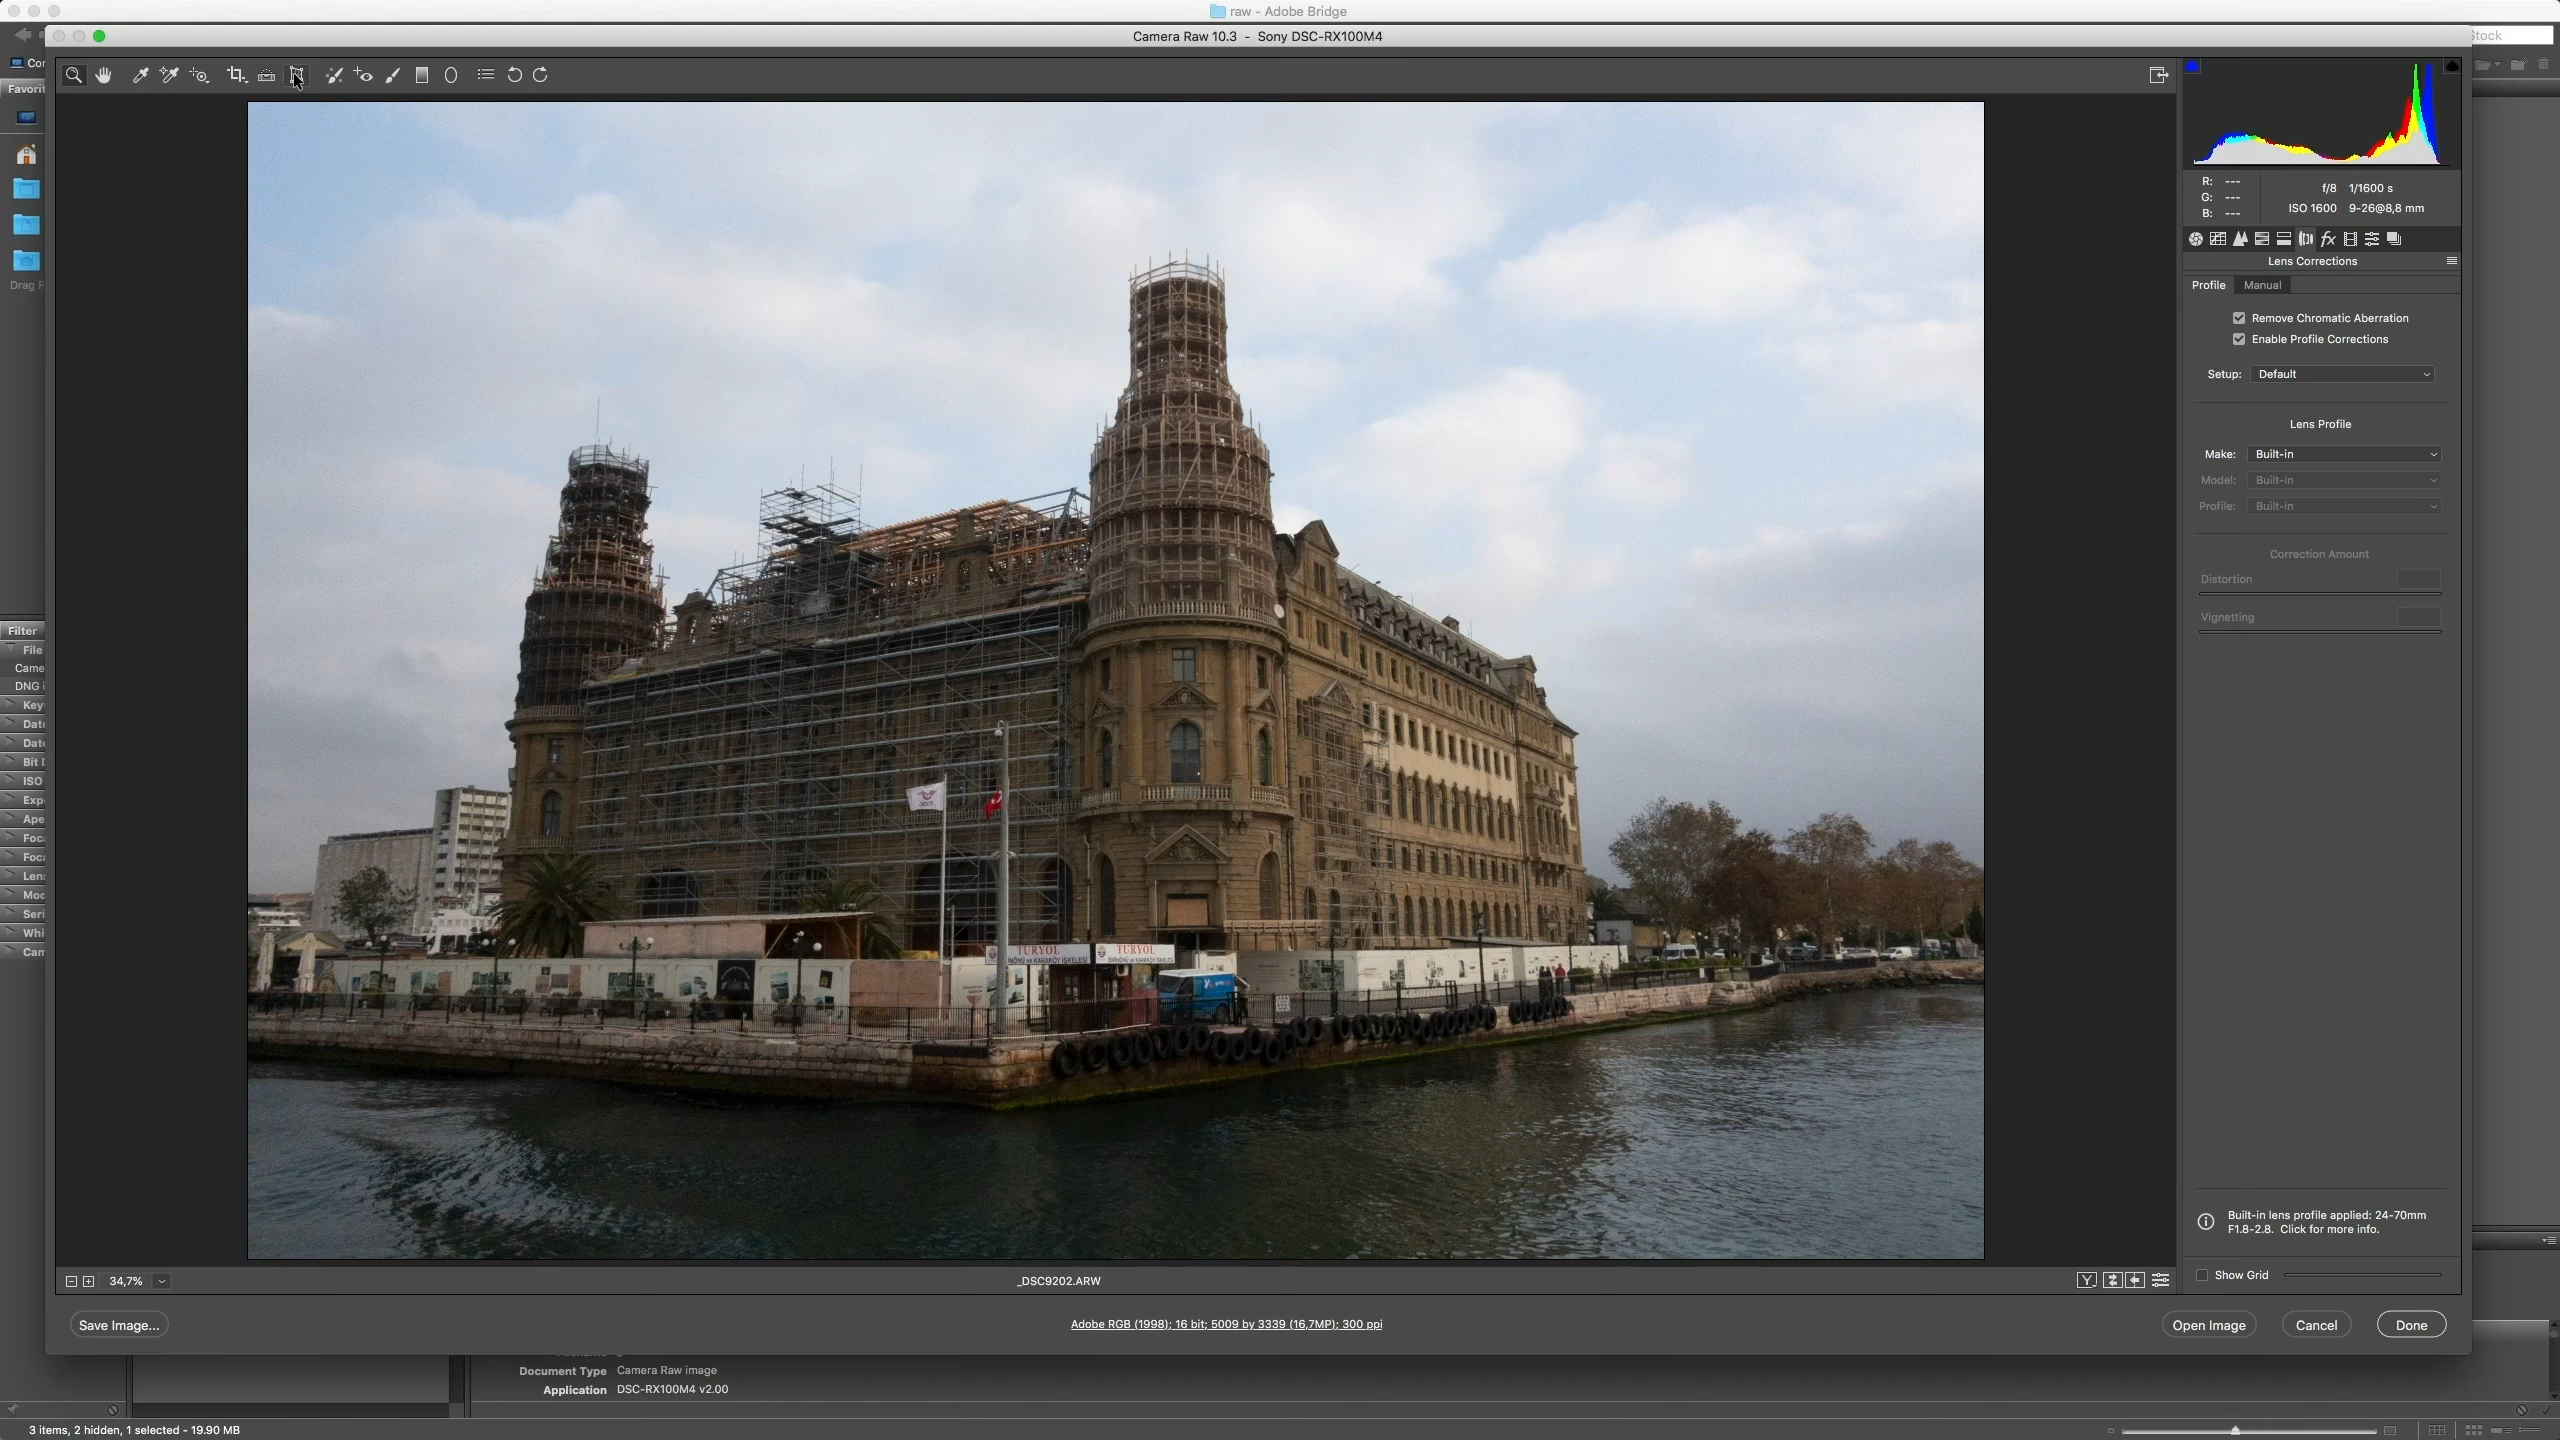 raw - Adobe Bridge
Camera Raw 10.3 - Sony DSC-RX100M4
Stock
Con
Favorit
Drag F
Filter
File
Came
DNG i
Key
Date
Date
Bit D
ISO
Exp
Ape
Foca
Foca
Lens
Mod
Seri
Whi
Cam
TURYOL
TURYOL
R: ---
G: ---
B: ---
f/8 1/1600 s
ISO 1600 9-26@8,8 mm
Lens Corrections
Profile Manual
Remove Chromatic Aberration
Enable Profile Corrections
Setup: Default
Lens Profile
Make: Built-in
Model: Built-in
Profile: Built-in
Correction Amount
Distortion
Vignetting
Built-in lens profile applied: 24-70mm
F1.8-2.8. Click for more info.
Show Grid
34,7%
_DSC9202.ARW
Y
Save Image...
Adobe RGB (1998); 16 bit; 5009 by 3339 (16,7MP); 300 ppi
Open Image
Cancel
Done
Document Type Camera Raw image
Application DSC-RX100M4 v2.00
3 items, 2 hidden, 1 selected - 19.90 MB